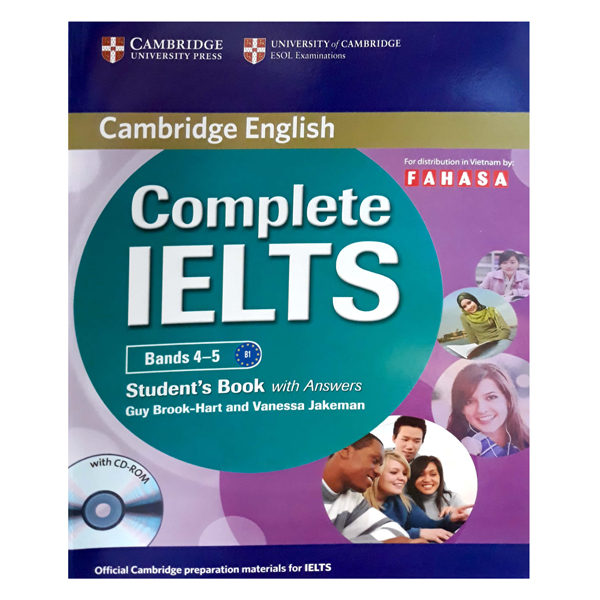 CAMBRIDGE
UNIVERSITY PRESS
UNIVERSITY of CAMBRIDGE
ESOL Examinations
Cambridge English
For distribution in Vietnam by:
FAHASA
Complete
IELTS
Bands 4–5
B1
Student's Book with Answers
Guy Brook-Hart and Vanessa Jakeman
with CD-ROM
Official Cambridge preparation materials for IELTS